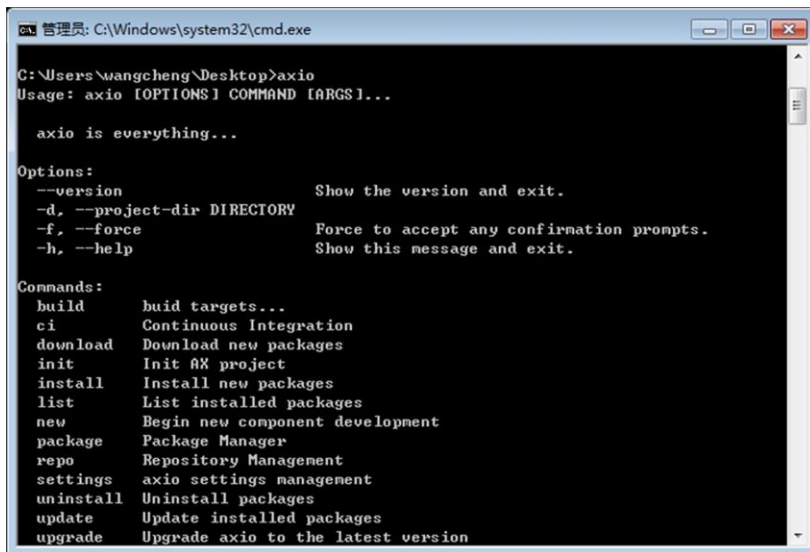 管理员: C:\Windows\system32\cmd.exe
C:\Users\wangcheng\Desktop>axio
Usage: axio [OPTIONS] COMMAND [ARGS]...
axio is everything...
Options:
--version Show the version and exit.
-d, --project-dir DIRECTORY
-f, --force Force to accept any confirmation prompts.
-h, --help Show this message and exit.
Commands:
build buid targets...
ci Continuous Integration
download Download new packages
init Init AX project
install Install new packages
list List installed packages
new Begin new component development
package Package Manager
repo Repository Management
settings axio settings management
uninstall Uninstall packages
update Update installed packages
upgrade Upgrade axio to the latest version